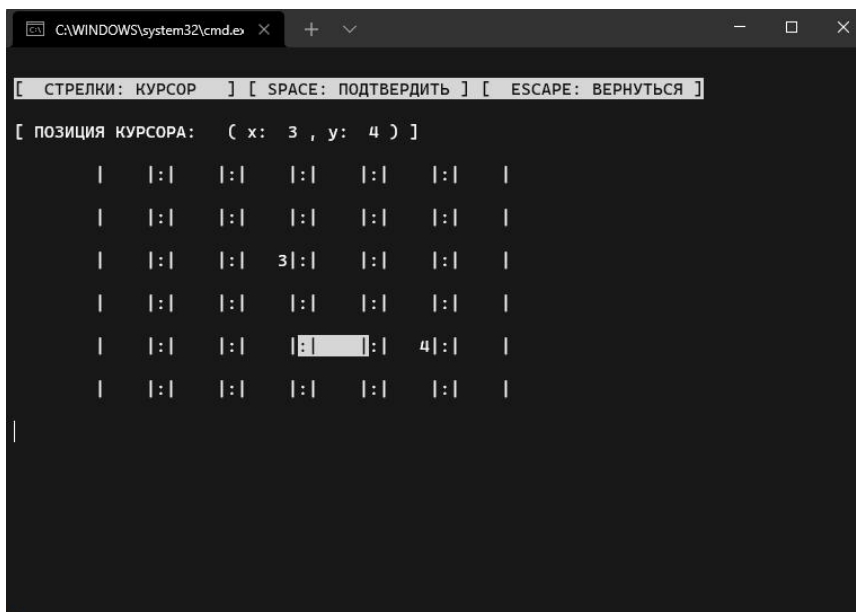 C:\WINDOWS\system32\cmd.ex
[  СТРЕЛКИ: КУРСОР   ] [ SPACE: ПОДТВЕРДИТЬ ] [  ESCAPE: ВЕРНУТЬСЯ ]
[ ПОЗИЦИЯ КУРСОРА:   ( x:  3 , y:  4 ) ]
|    |:|    |:|    |:|    |:|    |:|    |
|    |:|    |:|    |:|    |:|    |:|    |
|    |:|    |:|   3|:|    |:|    |:|    |
|    |:|    |:|    |:|    |:|    |:|    |
|    |:|    |:|    |:|    |:|   4|:|    |
|    |:|    |:|    |:|    |:|    |:|    |